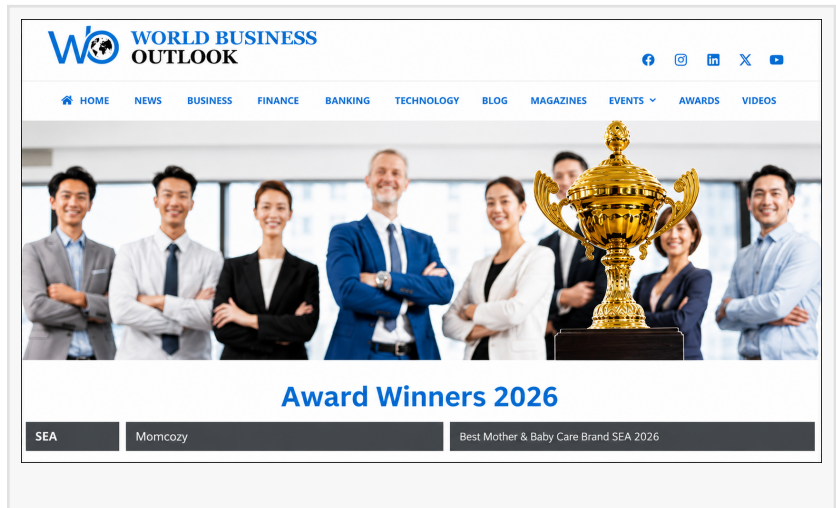 WO
WORLD BUSINESS
OUTLOOK
HOME NEWS BUSINESS FINANCE BANKING TECHNOLOGY BLOG MAGAZINES EVENTS AWARDS VIDEOS
Award Winners 2026
SEA Momcozy Best Mother & Baby Care Brand SEA 2026